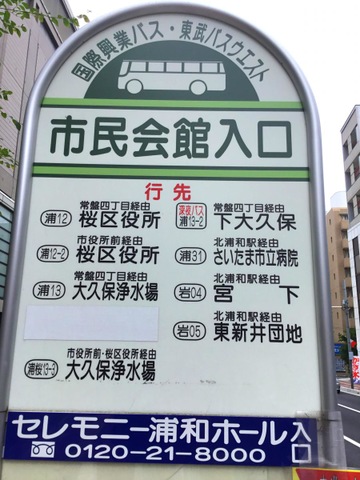 国際興業バス・東武バスウエスト
市民会館入口
行先
常盤四丁目経由
浦12 桜区役所
市役所前経由
浦12-2 桜区役所
常盤四丁目経由
浦13 大久保浄水場
市役所前・桜区役所経由
浦桜13-3 大久保浄水場
常盤四丁目経由
深夜バス 浦13-2 下大久保
北浦和駅経由
浦31 さいたま市立病院
北浦和駅経由
岩04 宮下
北浦和駅経由
岩05 東新井団地
セレモニー浦和ホール入口
0120-21-8000